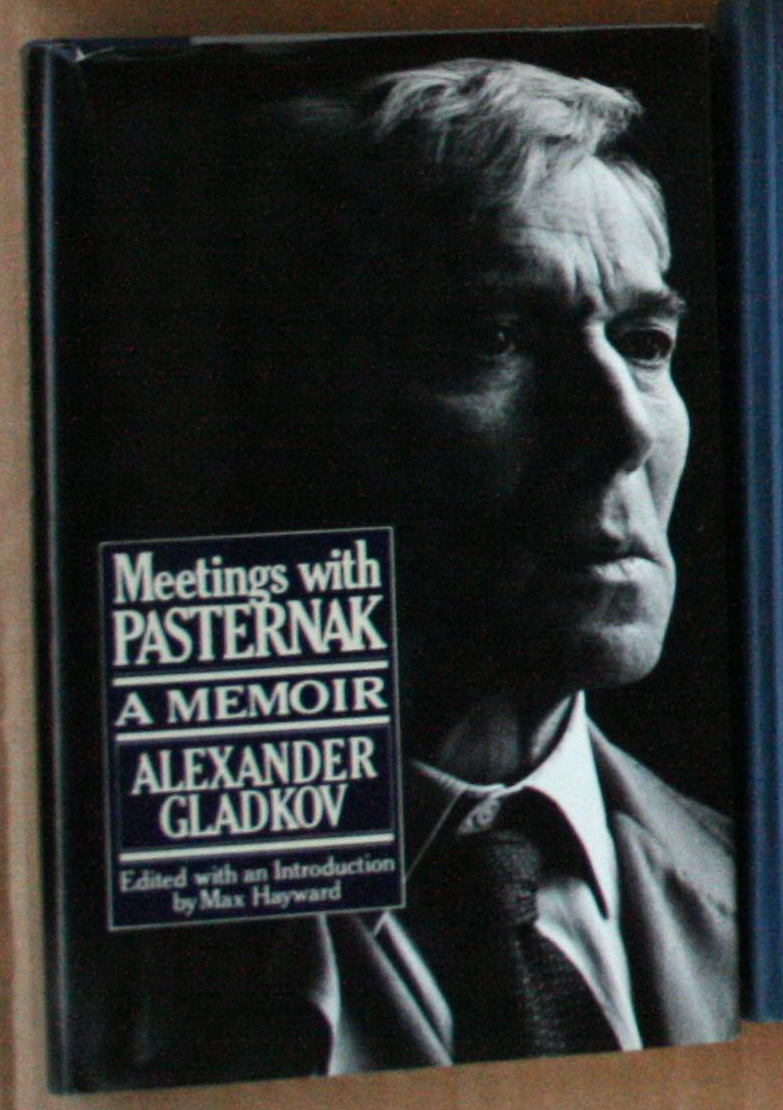 Meetings with
PASTERNAK
A MEMOIR
ALEXANDER
GLADKOV
Edited with an Introduction
by Max Hayward